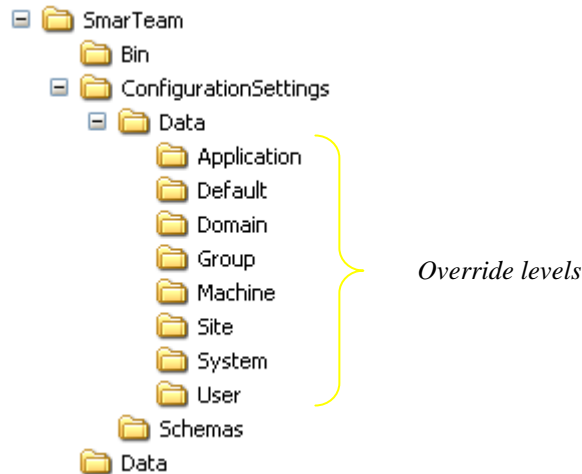 SmarTeam
Bin
ConfigurationSettings
Data
Application
Default
Domain
Group
Machine
Override levels
Site
System
User
Schemas
Data